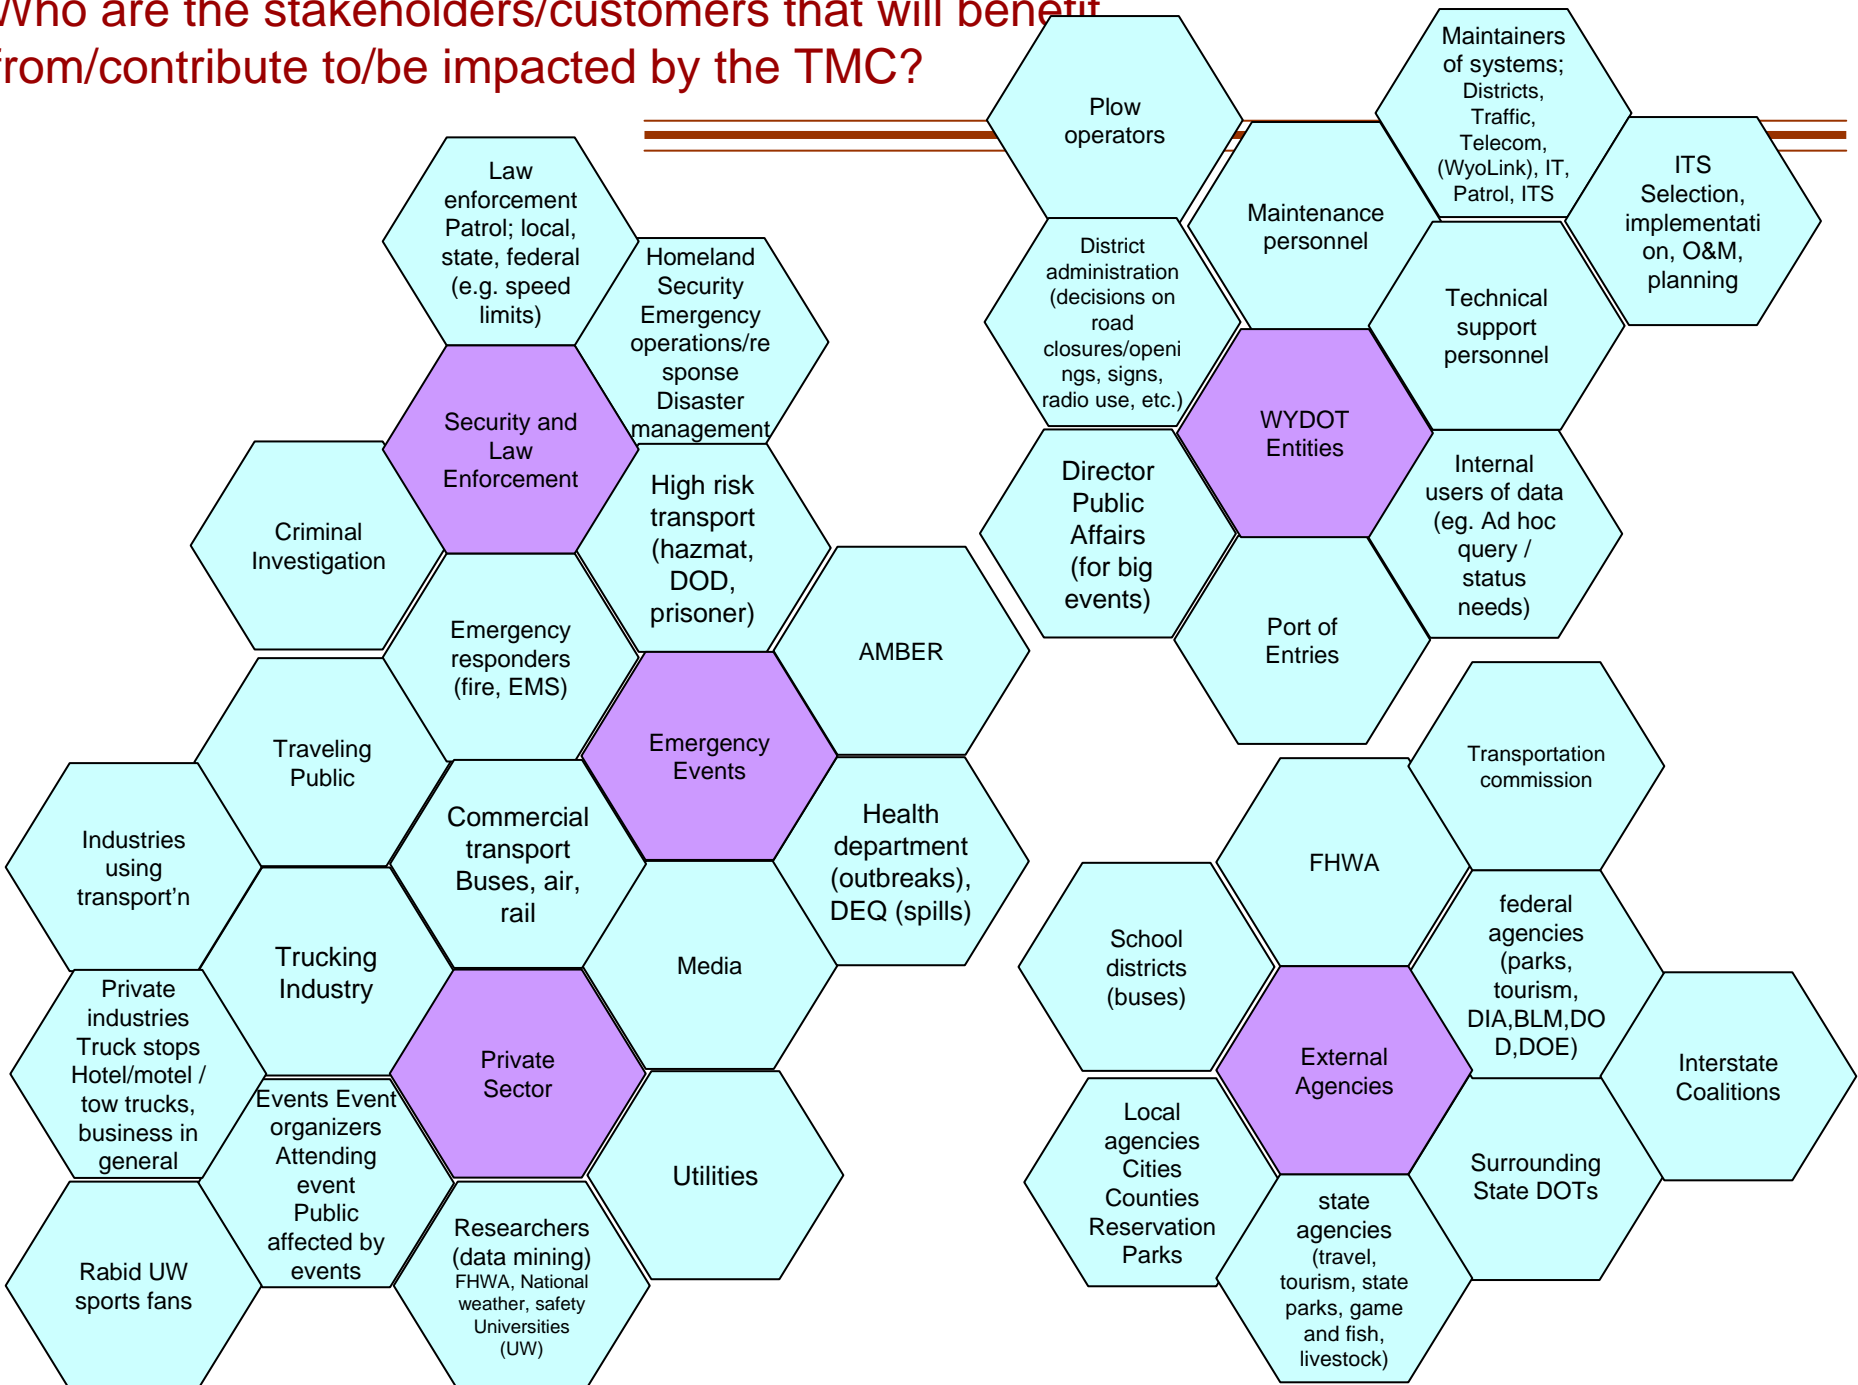 Who are the stakeholders/customers that will benefit
from/contribute to/be impacted by the TMC?
Law
enforcement
Patrol; local,
state, federal
(e.g. speed
limits)
Homeland
Security
Emergency
operations/re
sponse
Disaster
management
Security and
Law
Enforcement
Criminal
Investigation
High risk
transport
(hazmat,
DOD,
prisoner)
Emergency
responders
(fire, EMS)
AMBER
Traveling
Public
Emergency
Events
Industries
using
transport'n
Commercial
transport
Buses, air,
rail
Health
department
(outbreaks),
DEQ (spills)
Trucking
Industry
Media
Private
industries
Truck stops
Hotel/motel /
tow trucks,
business in
general
Private
Sector
Events Event
organizers
Attending
event
Public
affected by
events
Utilities
Rabid UW
sports fans
Researchers
(data mining)
FHWA, National
weather, safety
Universities
(UW)
Plow
operators
Maintainers
of systems;
Districts,
Traffic,
Telecom,
(WyoLink), IT,
Patrol, ITS
Maintenance
personnel
ITS
Selection,
implementati
on, O&M,
planning
District
administration
(decisions on
road
closures/openi
ngs, signs,
radio use, etc.)
Technical
support
personnel
WYDOT
Entities
Director
Public
Affairs
(for big
events)
Internal
users of data
(eg. Ad hoc
query /
status
needs)
Port of
Entries
Transportation
commission
FHWA
School
districts
(buses)
federal
agencies
(parks,
tourism,
DIA,BLM,DO
D,DOE)
External
Agencies
Interstate
Coalitions
Local
agencies
Cities
Counties
Reservation
Parks
Surrounding
State DOTs
state
agencies
(travel,
tourism, state
parks, game
and fish,
livestock)